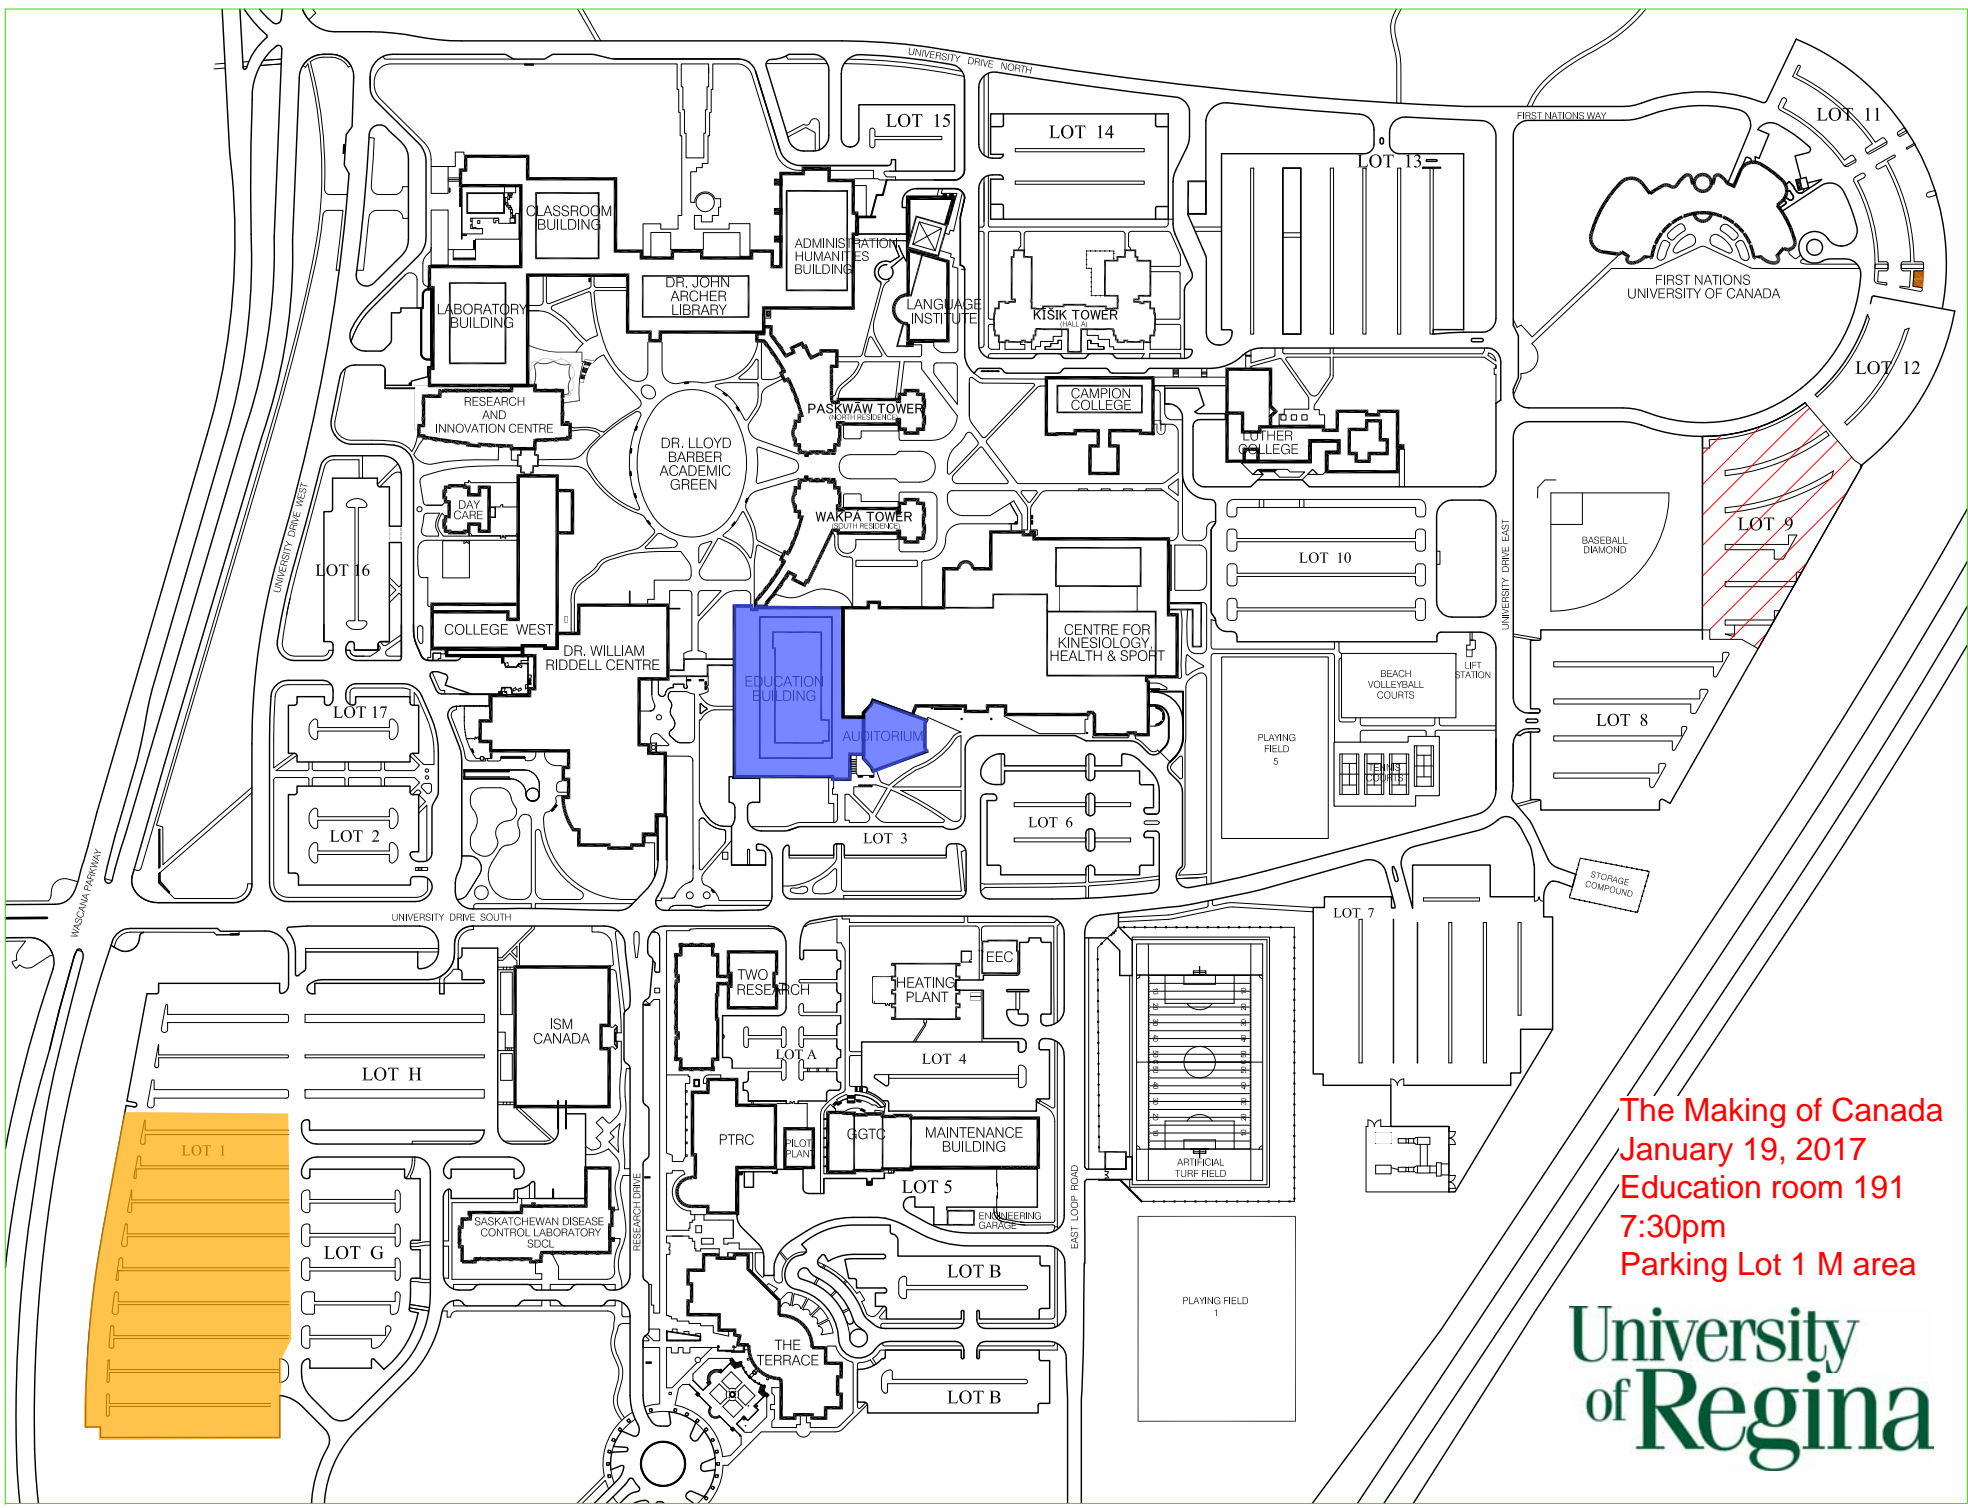 UNIVERSITY DRIVE NORTH
FIRST NATIONS WAY
LOT 11
LOT 15
LOT 14
LOT 13
CLASSROOM
BUILDING
ADMINISTRATION
HUMANITIES
BUILDING
DR. JOHN
ARCHER
LIBRARY
LABORATORY
BUILDING
LANGUAGE
INSTITUTE
KĪŠIK TOWER
(HALL A)
FIRST NATIONS
UNIVERSITY OF CANADA
LOT 12
RESEARCH
AND
INNOVATION CENTRE
PASKWĀW TOWER
(NORTH RESIDENCE)
CAMPION
COLLEGE
LUTHER
COLLEGE
DR. LLOYD
BARBER
ACADEMIC
GREEN
DAY
CARE
WAKPÁ TOWER
(SOUTH RESIDENCE)
UNIVERSITY DRIVE WEST
LOT 16
LOT 10
UNIVERSITY DRIVE EAST
BASEBALL
DIAMOND
LOT 9
COLLEGE WEST
DR. WILLIAM
RIDDELL CENTRE
EDUCATION
BUILDING
AUDITORIUM
CENTRE FOR
KINESIOLOGY,
HEALTH & SPORT
BEACH
VOLLEYBALL
COURTS
LIFT
STATION
LOT 17
LOT 8
PLAYING
FIELD
5
TENNIS
COURTS
LOT 2
LOT 3
LOT 6
WASCANA PARKWAY
STORAGE
COMPOUND
UNIVERSITY DRIVE SOUTH
LOT 7
TWO
RESEARCH
HEATING
PLANT
EEC
ISM
CANADA
LOT A
LOT 4
LOT H
LOT 1
PTRC
PILOT
PLANT
GGTC
MAINTENANCE
BUILDING
ARTIFICIAL
TURF FIELD
LOT 5
ENGINEERING
GARAGE
EAST LOOP ROAD
RESEARCH DRIVE
SASKATCHEWAN DISEASE
CONTROL LABORATORY
SDCL
LOT G
LOT B
THE
TERRACE
LOT B
PLAYING FIELD
1
The Making of Canada
January 19, 2017
Education room 191
7:30pm
Parking Lot 1 M area
University
of Regina